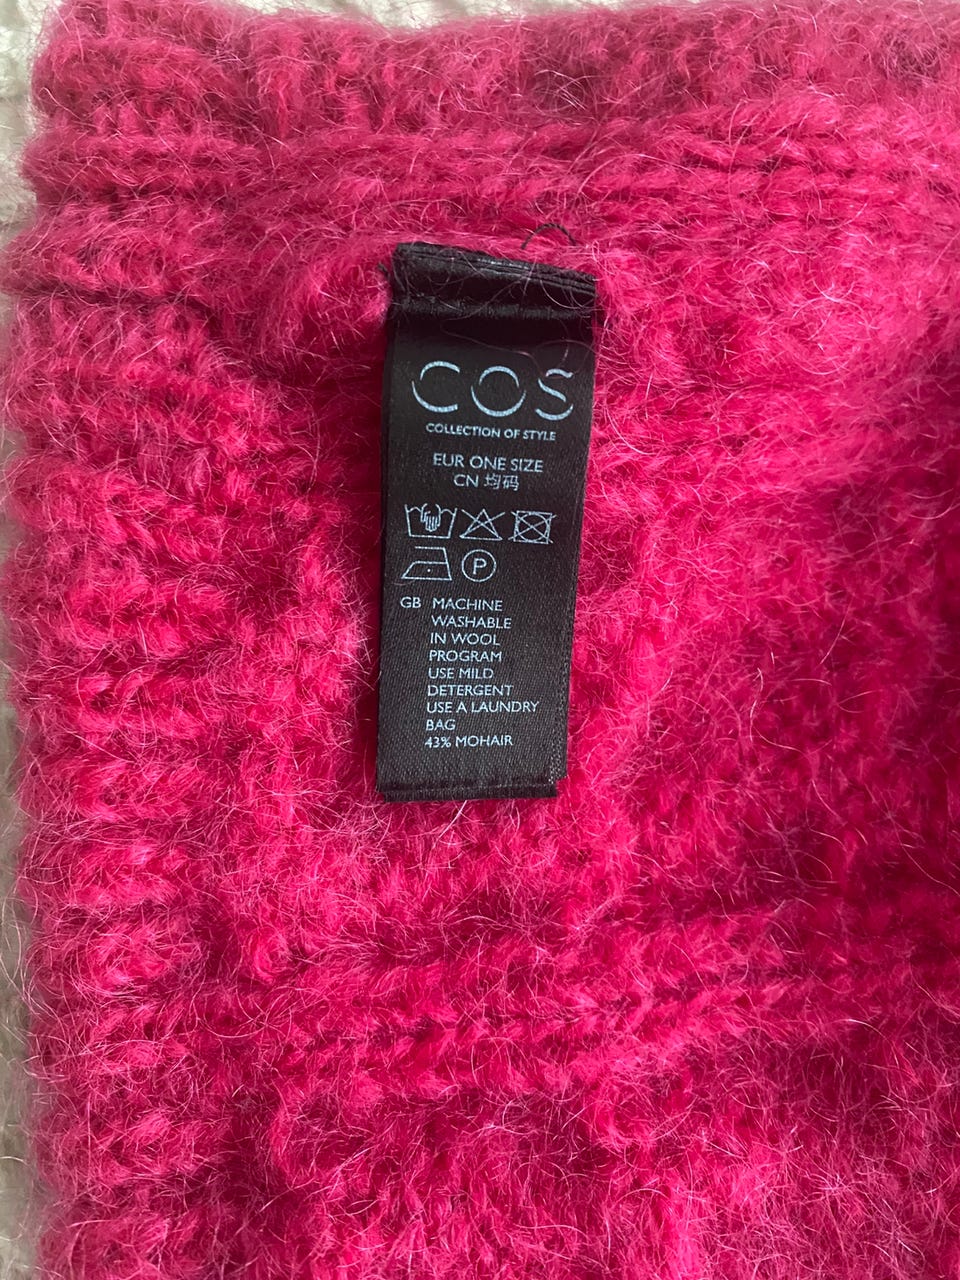 COS
COLLECTION OF STYLE
EUR ONE SIZE
CN 均码
P
GB MACHINE
WASHABLE
IN WOOL
PROGRAM
USE MILD
DETERGENT
USE A LAUNDRY
BAG
43% MOHAIR